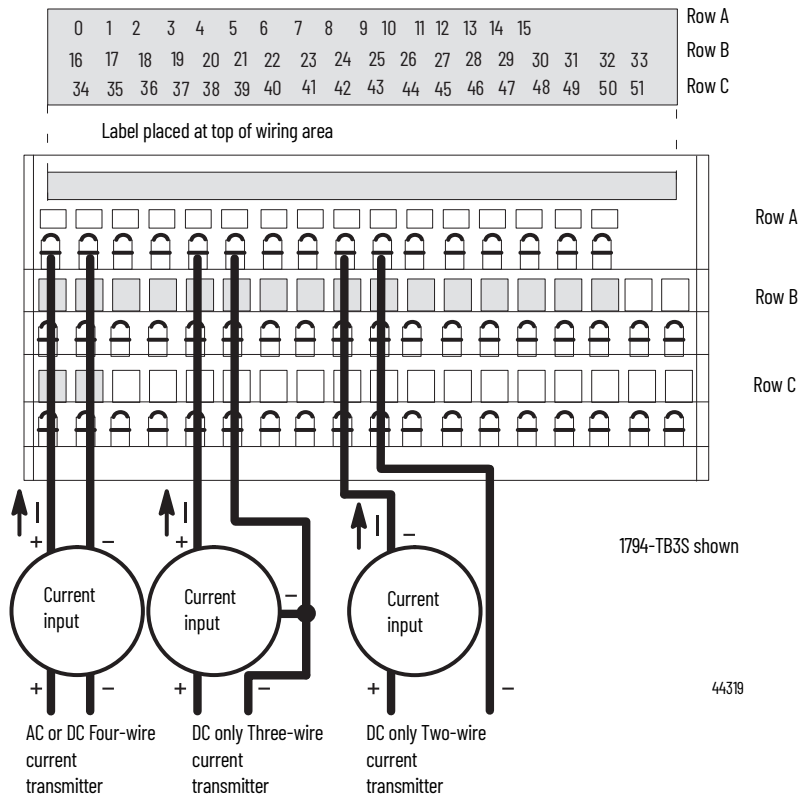 0 1 2 3 4 5 6 7 8 9 10 11 12 13 14 15 Row A
16 17 18 19 20 21 22 23 24 25 26 27 28 29 30 31 32 33 Row B
34 35 36 37 38 39 40 41 42 43 44 45 46 47 48 49 50 51 Row C
Label placed at top of wiring area
Row A
Row B
Row C
I I I
+ – + – –
1794-TB3S shown
Current input
Current input
Current input
–
+ – + – + –
44319
AC or DC Four-wire current transmitter
DC only Three-wire current transmitter
DC only Two-wire current transmitter